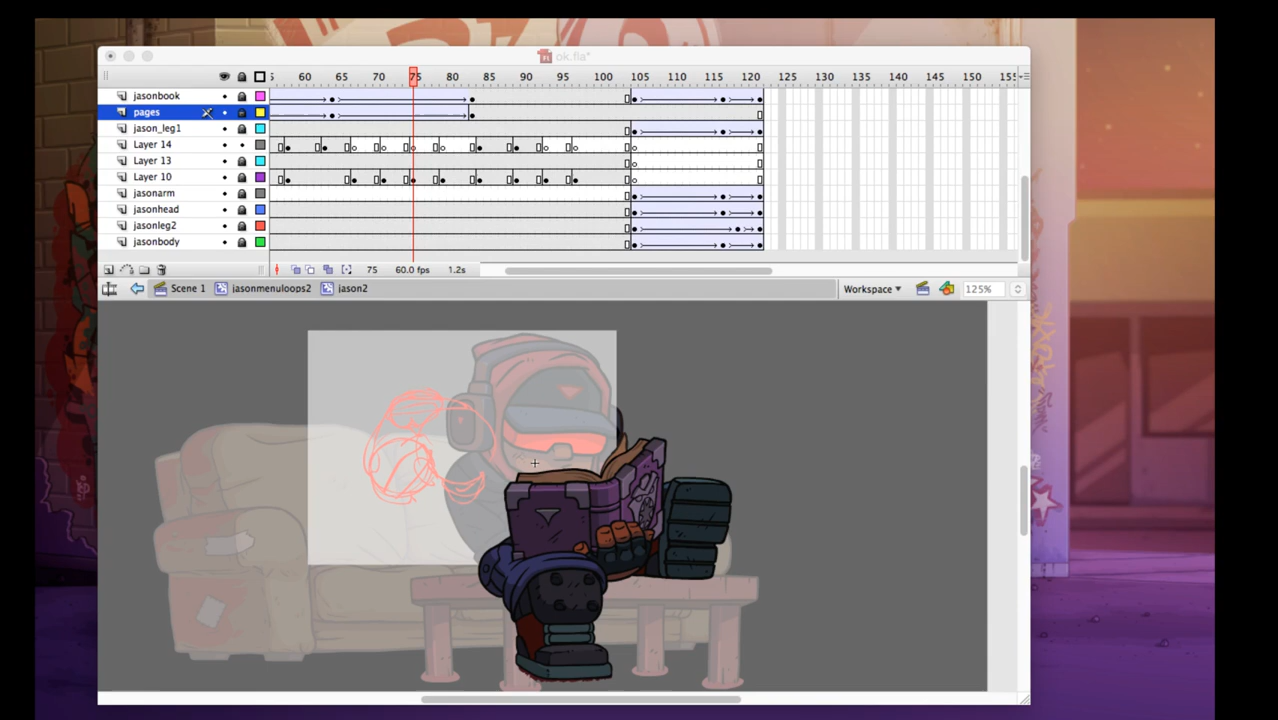 ok.fla*
60 65 70 75 80 85 90 95 100 105 110 115 120 125 130 135 140 145 150 155
jasonbook
pages
jason_leg1
Layer 14
Layer 13
Layer 10
jasonarm
jasonhead
jasonleg2
jasonbody
75 60.0 fps 1.2s
Scene 1 jasonmenuloops2 jason2 Workspace 125%